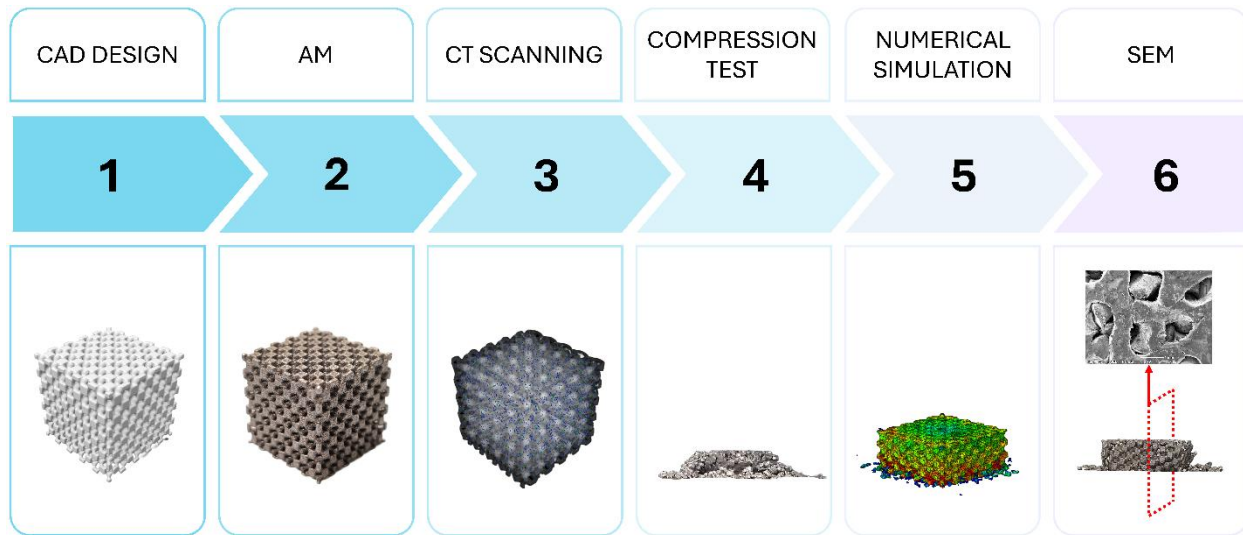 CAD DESIGN
AM
CT SCANNING
COMPRESSION
TEST
NUMERICAL
SIMULATION
SEM
1
2
3
4
5
6